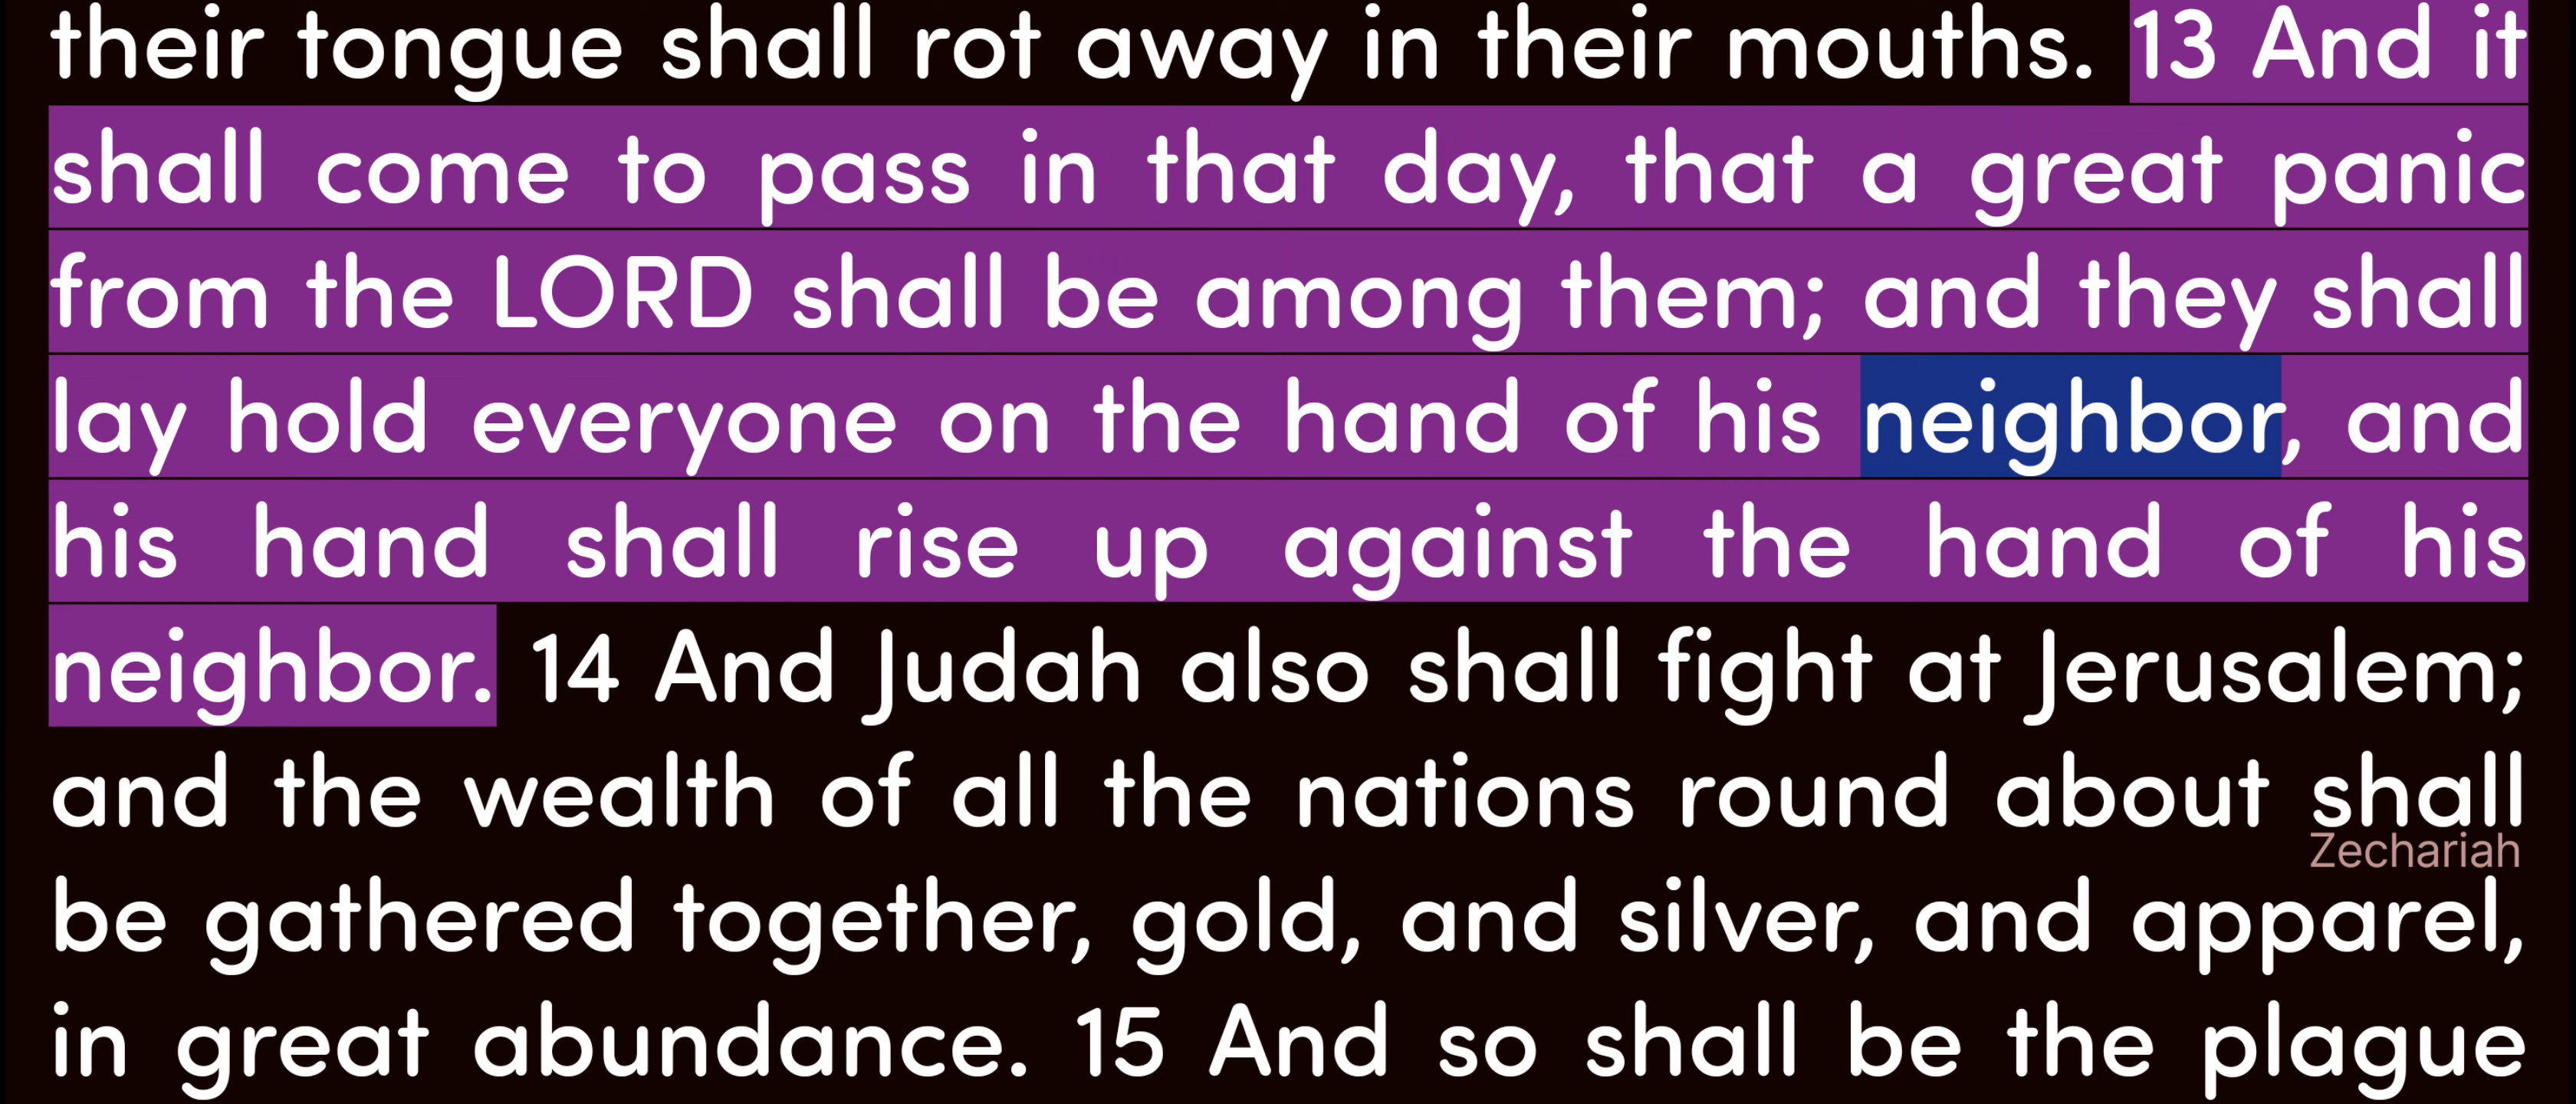 their tongue shall rot away in their mouths. 13 And it
shall come to pass in that day, that a great panic
from the LORD shall be among them; and they shall
lay hold everyone on the hand of his neighbor, and
his hand shall rise up against the hand of his
neighbor. 14 And Judah also shall fight at Jerusalem;
and the wealth of all the nations round about shall
Zechariah
be gathered together, gold, and silver, and apparel,
in great abundance. 15 And so shall be the plague